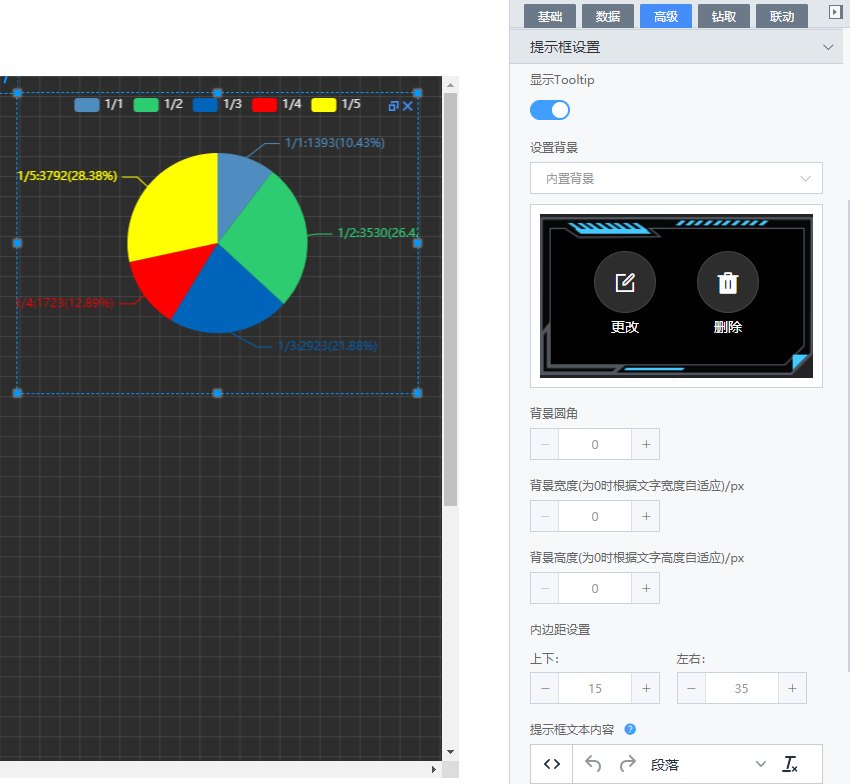 基础 数据 高级 钻取 联动
提示框设置
显示Tooltip
设置背景
内置背景
更改 删除
背景圆角
0
背景宽度(为0时根据文字宽度自适应)/px
0
背景高度(为0时根据文字高度自适应)/px
0
内边距设置
上下: 左右:
15 35
提示框文本内容
段落
1/1 1/2 1/3 1/4 1/5
1/1:1393(10.43%)
1/5:3792(28.38%)
1/2:3530(26.4
/4:1723(12.89%)
1/3:2923(21.88%)